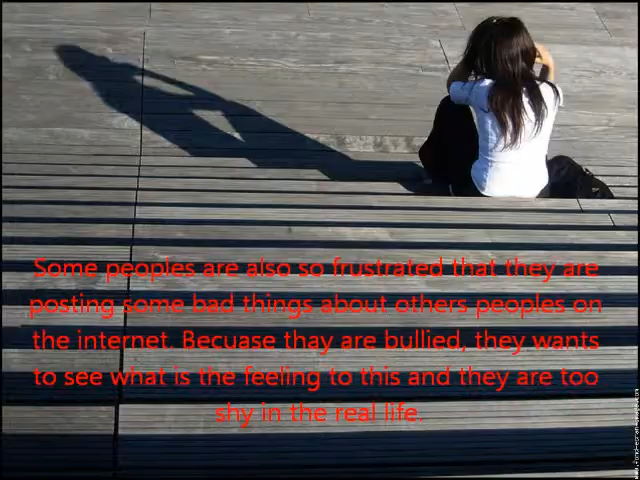 Some peoples are also so frustrated that they are
posting some bad things about others peoples on
the internet. Becuase thay are bullied, they wants
to see what is the feeling to this and they are too
shy in the real life.